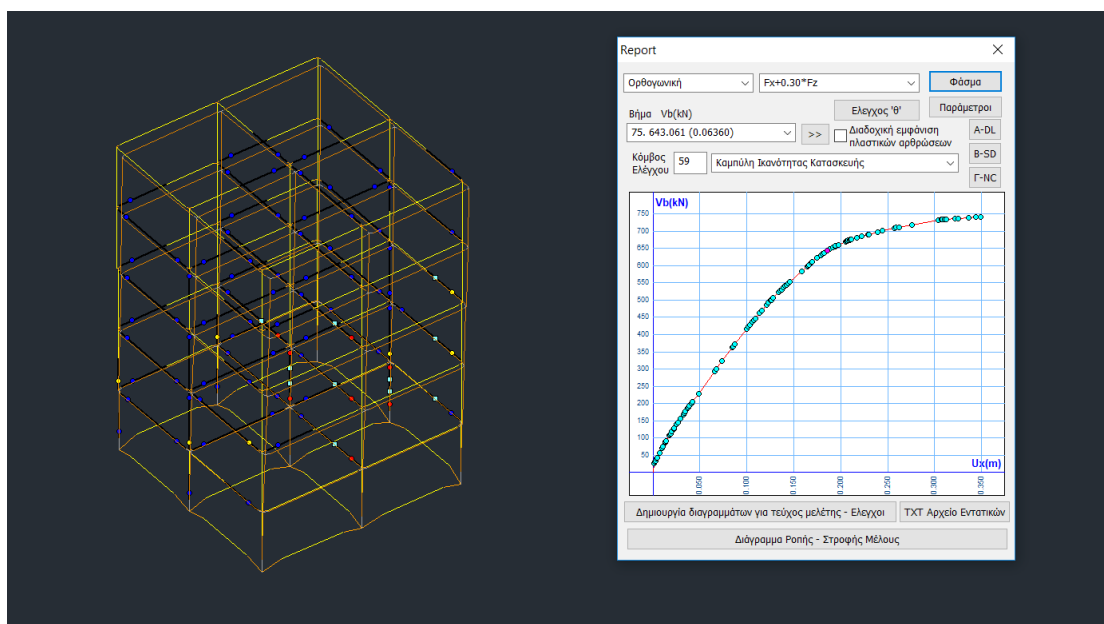 Report
Ορθογωνική Fx+0.30*Fz Φάσμα
Βήμα Vb(kN) Ελεγχος 'θ' Παράμετροι
75. 643.061 (0.06360) >> Διαδοχική εμφάνιση
πλαστικών αρθρώσεων
A-DL
Κόμβος
Ελέγχου
59 Καμπύλη Ικανότητας Κατασκευής B-SD
Γ-NC
Vb(kN)
750
700
650
600
550
500
450
400
350
300
250
200
150
100
50
Ux(m)
0.050 0.100 0.150 0.200 0.250 0.300 0.350
Δημιουργία διαγραμμάτων για τεύχος μελέτης - Ελεγχοι TXT Αρχείο Εντατικών
Διάγραμμα Ροπής - Στροφής Μέλους